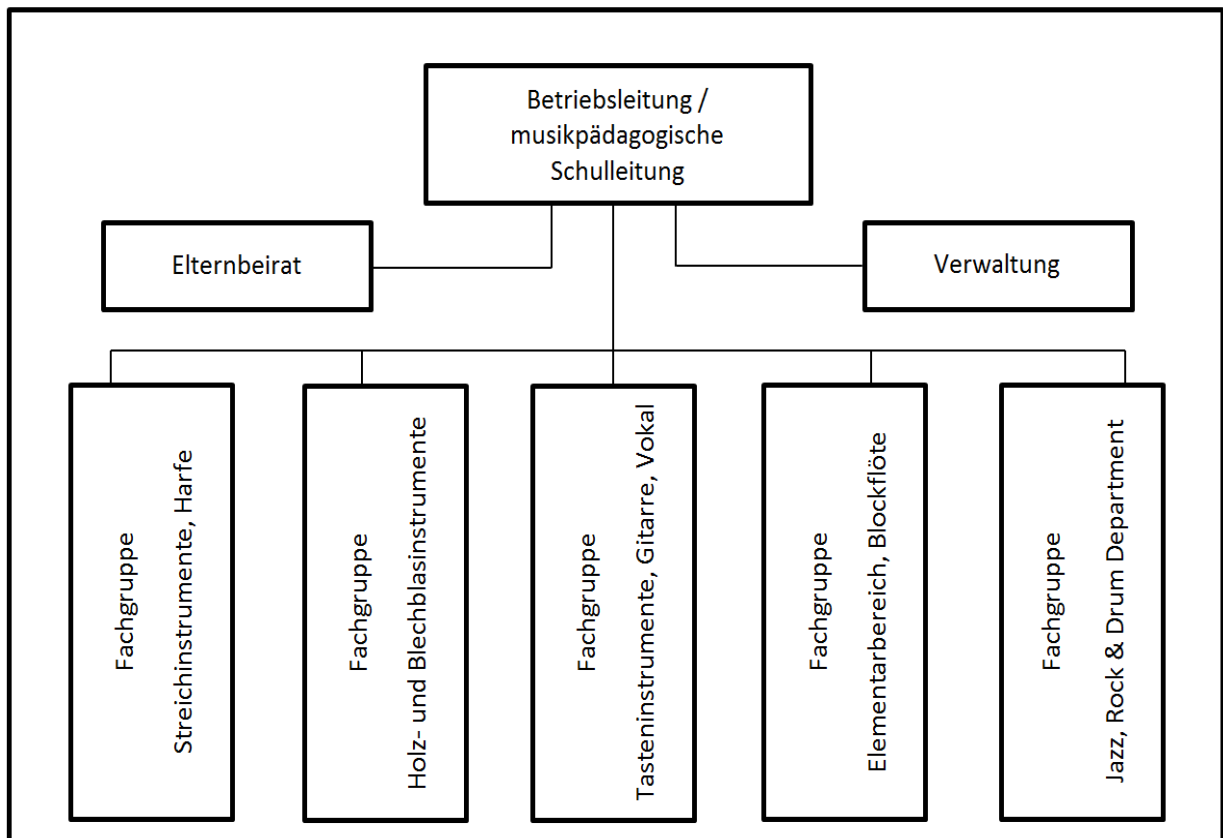 Betriebsleitung /
musikpädagogische
Schulleitung
Elternbeirat
Verwaltung
Fachgruppe
Streichinstrumente, Harfe
Fachgruppe
Holz- und Blechblasinstrumente
Fachgruppe
Tasteninstrumente, Gitarre, Vokal
Fachgruppe
Elementarbereich, Blockflöte
Fachgruppe
Jazz, Rock & Drum Department